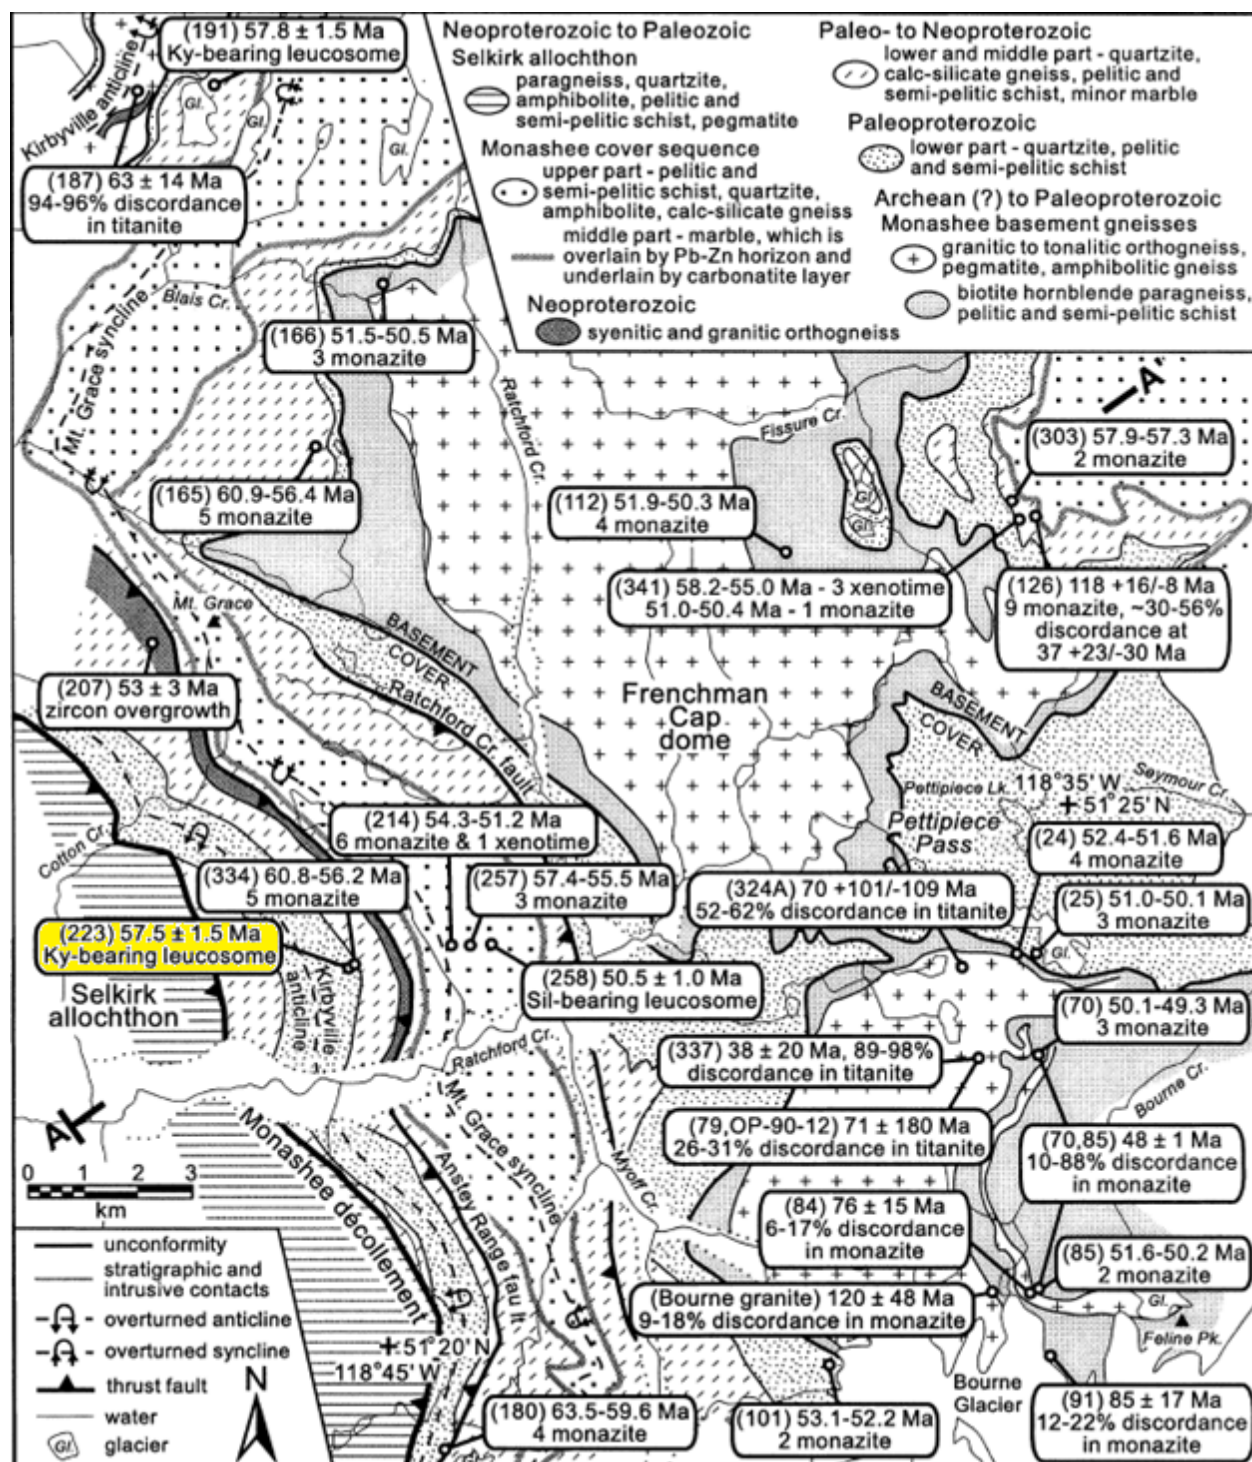 (191) 57.8 ± 1.5 Ma
Ky-bearing leucosome
Kirbyville anticline
Gl.
Gl.
Gl.
(187) 63 ± 14 Ma
94-96% discordance
in titanite
Neoproterozoic to Paleozoic
Selkirk allochthon
paragneiss, quartzite,
amphibolite, pelitic and
semi-pelitic schist, pegmatite
Monashee cover sequence
upper part - pelitic and
semi-pelitic schist, quartzite,
amphibolite, calc-silicate gneiss
middle part - marble, which is
overlain by Pb-Zn horizon and
underlain by carbonatite layer
Neoproterozoic
syenitic and granitic orthogneiss
Paleo- to Neoproterozoic
lower and middle part - quartzite,
calc-silicate gneiss, pelitic and
semi-pelitic schist, minor marble
Paleoproterozoic
lower part - quartzite, pelitic
and semi-pelitic schist
Archean (?) to Paleoproterozoic
Monashee basement gneisses
granitic to tonalitic orthogneiss,
pegmatite, amphibolitic gneiss
biotite hornblende paragneiss,
pelitic and semi-pelitic schist
Blais Cr.
Mt. Grace syncline
(166) 51.5-50.5 Ma
3 monazite
Ratchford Cr.
Fissure Cr.
A'
(303) 57.9-57.3 Ma
2 monazite
(165) 60.9-56.4 Ma
5 monazite
(112) 51.9-50.3 Ma
4 monazite
Gl.
Gl.
(341) 58.2-55.0 Ma - 3 xenotime
51.0-50.4 Ma - 1 monazite
(126) 118 +16/-8 Ma
9 monazite, ~30-56%
discordance at
37 +23/-30 Ma
Mt. Grace
BASEMENT
COVER
Ratchford Cr. fault
(207) 53 ± 3 Ma
zircon overgrowth
Frenchman
Cap
dome
BASEMENT
COVER
Pettipiece Lk.
118°35' W
51°25' N
Seymour Cr.
Pettipiece
Pass
Cotton Cr.
(214) 54.3-51.2 Ma
6 monazite & 1 xenotime
(24) 52.4-51.6 Ma
4 monazite
(334) 60.8-56.2 Ma
5 monazite
(257) 57.4-55.5 Ma
3 monazite
(324A) 70 +101/-109 Ma
52-62% discordance in titanite
(25) 51.0-50.1 Ma
3 monazite
(223) 57.5 ± 1.5 Ma
Ky-bearing leucosome
Gl.
(258) 50.5 ± 1.0 Ma
Sil-bearing leucosome
Selkirk
allochthon
Kirbyville
anticline
(70) 50.1-49.3 Ma
3 monazite
Ratchford Cr.
(337) 38 ± 20 Ma, 89-98%
discordance in titanite
Bourne Cr.
A
Monashee décollement
Ansley Range fault
Mt. Grace syncline
Myoff Cr.
(79,OP-90-12) 71 ± 180 Ma
26-31% discordance in titanite
(70,85) 48 ± 1 Ma
10-88% discordance
in monazite
0 1 2 3
km
(84) 76 ± 15 Ma
6-17% discordance
in monazite
(85) 51.6-50.2 Ma
2 monazite
(Bourne granite) 120 ± 48 Ma
9-18% discordance in monazite
Gl.
Feline Pk.
unconformity
stratigraphic and
intrusive contacts
overturned anticline
overturned syncline
thrust fault
water
Gl.
glacier
N
51°20' N
118°45' W
(180) 63.5-59.6 Ma
4 monazite
(101) 53.1-52.2 Ma
2 monazite
Bourne
Glacier
(91) 85 ± 17 Ma
12-22% discordance
in monazite